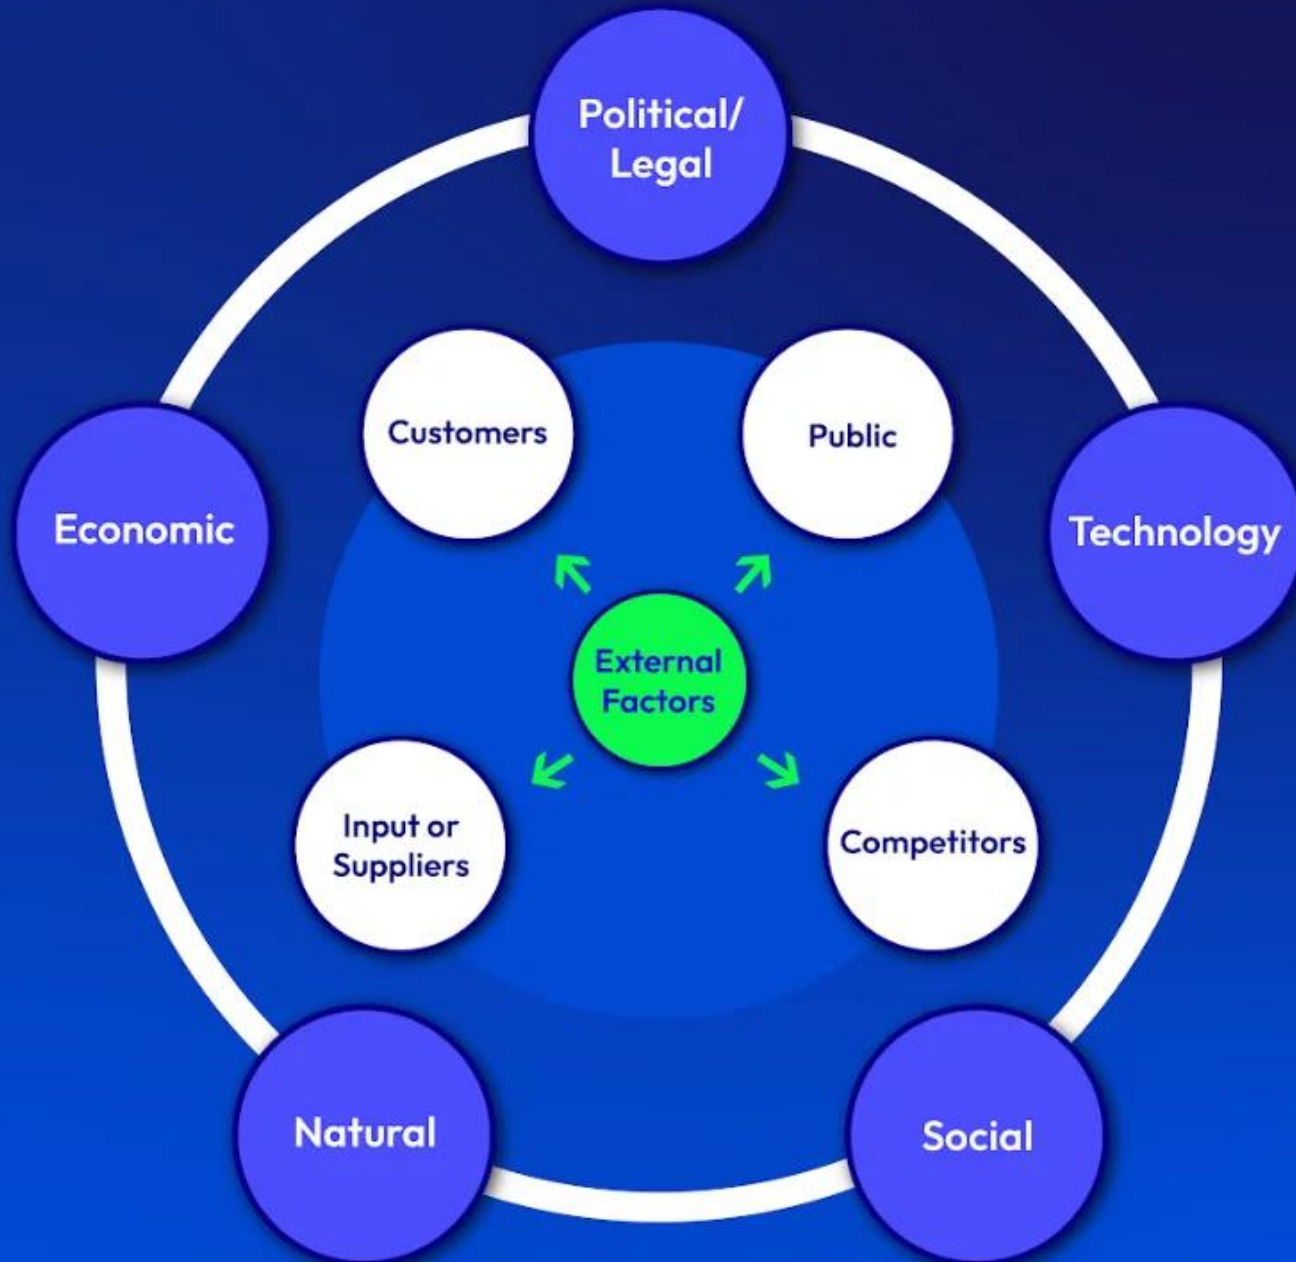 Political/
Legal
Customers
Public
Economic
Technology
External
Factors
Input or
Suppliers
Competitors
Natural
Social